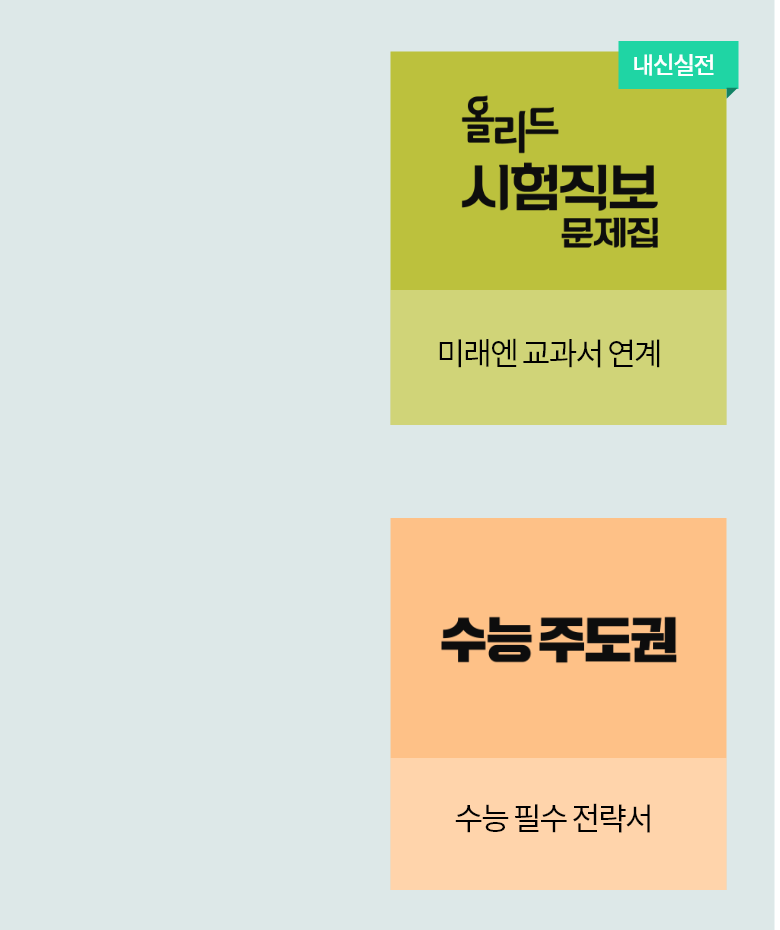 내신실전
올리드
시험직보
문제집
미래엔 교과서 연계
수능 주도권
수능 필수 전략서